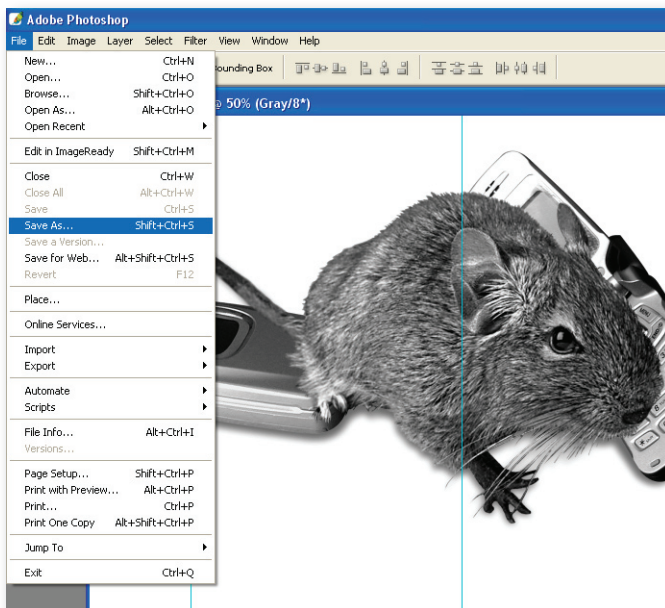 Adobe Photoshop
File Edit Image Layer Select Filter View Window Help
ounding Box
@ 50% (Gray/8*)
New... Ctrl+N
Open... Ctrl+O
Browse... Shift+Ctrl+O
Open As... Alt+Ctrl+O
Open Recent
Edit in ImageReady Shift+Ctrl+M
Close Ctrl+W
Close All Alt+Ctrl+W
Save Ctrl+S
Save As... Shift+Ctrl+S
Save a Version...
Save for Web... Alt+Shift+Ctrl+S
Revert F12
Place...
Online Services...
Import
Export
Automate
Scripts
File Info... Alt+Ctrl+I
Versions...
Page Setup... Shift+Ctrl+P
Print with Preview... Alt+Ctrl+P
Print... Ctrl+P
Print One Copy Alt+Shift+Ctrl+P
Jump To
Exit Ctrl+Q